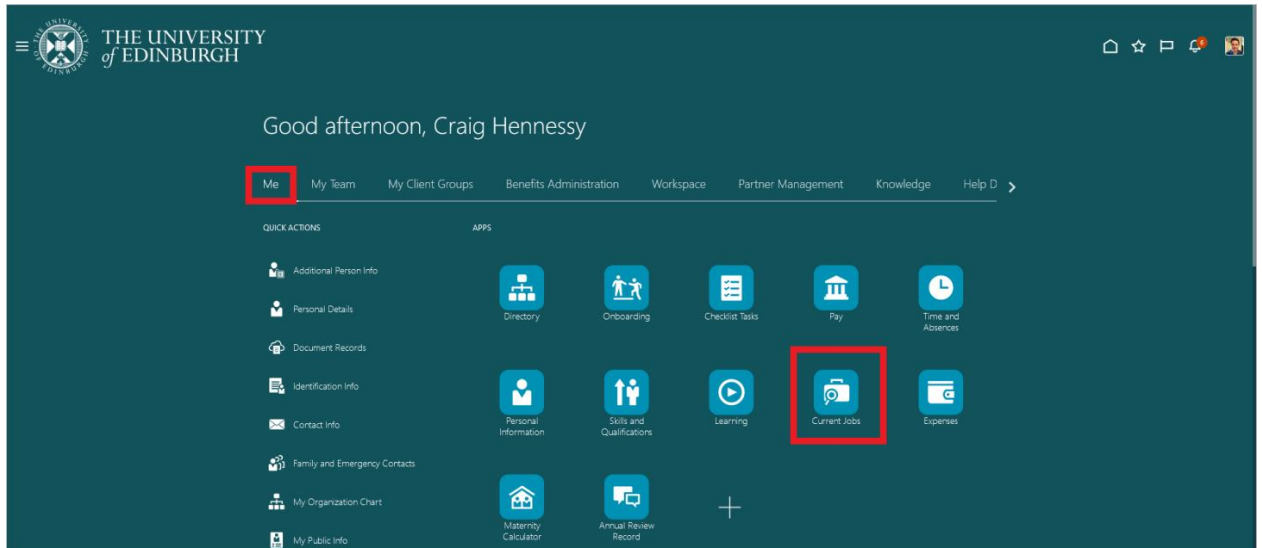 THE UNIVERSITY
of EDINBURGH
Good afternoon, Craig Hennessy
Me My Team My Client Groups Benefits Administration Workspace Partner Management Knowledge Help D
QUICK ACTIONS
APPS
Additional Person Info
Personal Details
Document Records
Identification Info
Contact Info
Family and Emergency Contacts
My Organization Chart
My Public Info
Directory
Onboarding
Checklist Tasks
Pay
Time and
Absences
Personal
Information
Skills and
Qualifications
Learning
Current Jobs
Expenses
Maternity
Calculator
Annual Review
Record